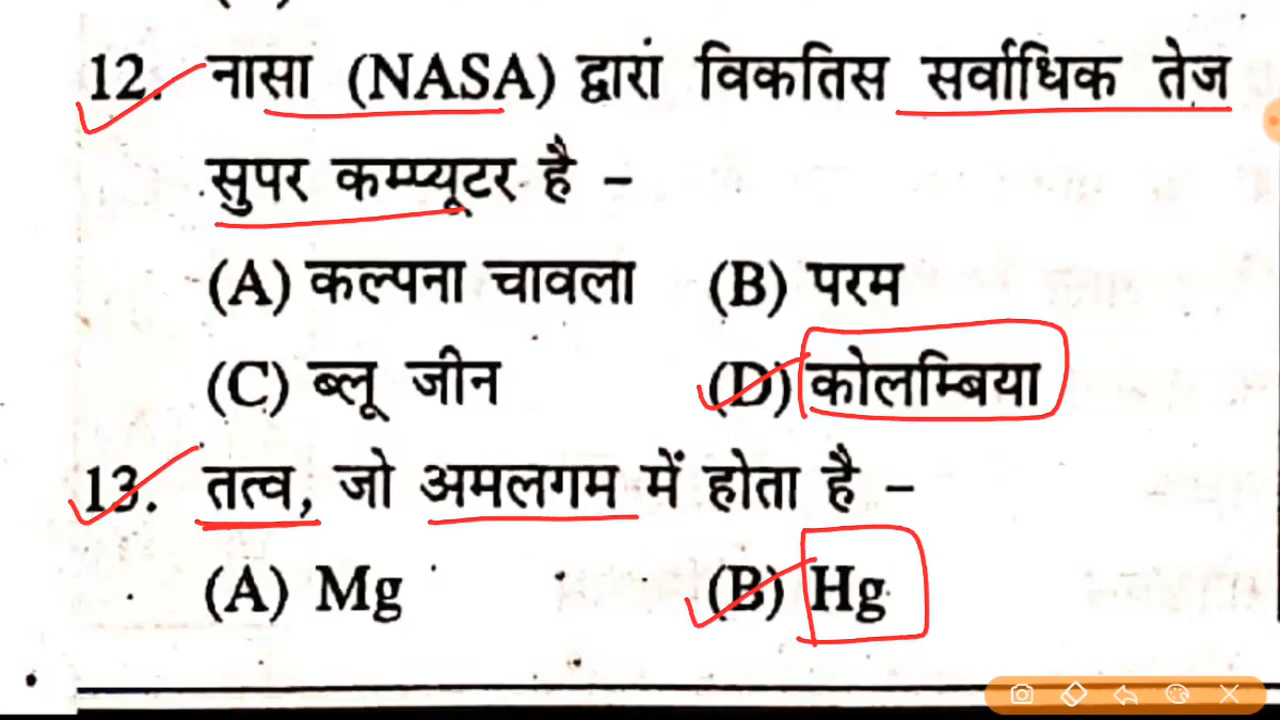 12. नासा (NASA) द्वारां विकतिस सर्वाधिक तेज
सुपर कम्प्यूटर है –
(A) कल्पना चावला (B) परम
(C) ब्लू जीन (D) कोलम्बिया
13. तत्व, जो अमलगम में होता है –
(A) Mg (B) Hg